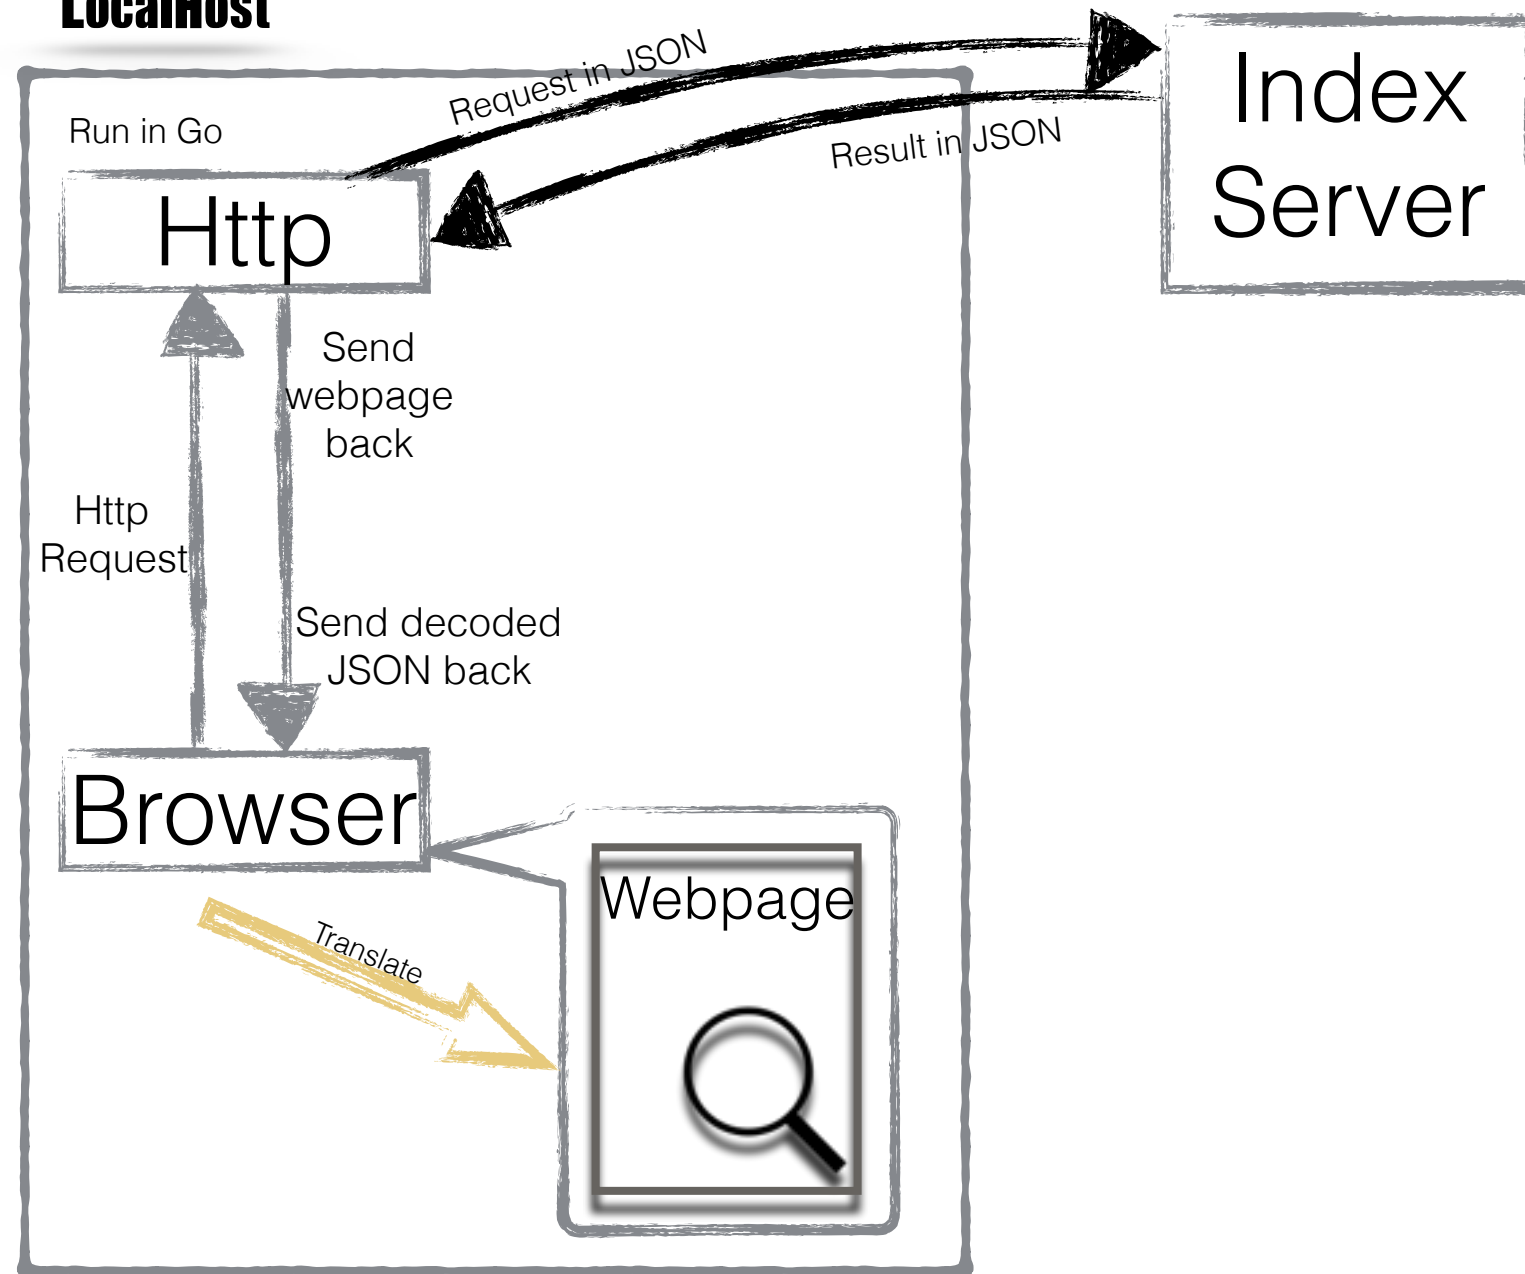 LocalHost
Request in JSON
Result in JSON
Index
Server
Run in Go
Http
Send
webpage
back
Http
Request
Send decoded
JSON back
Browser
Webpage
Translate